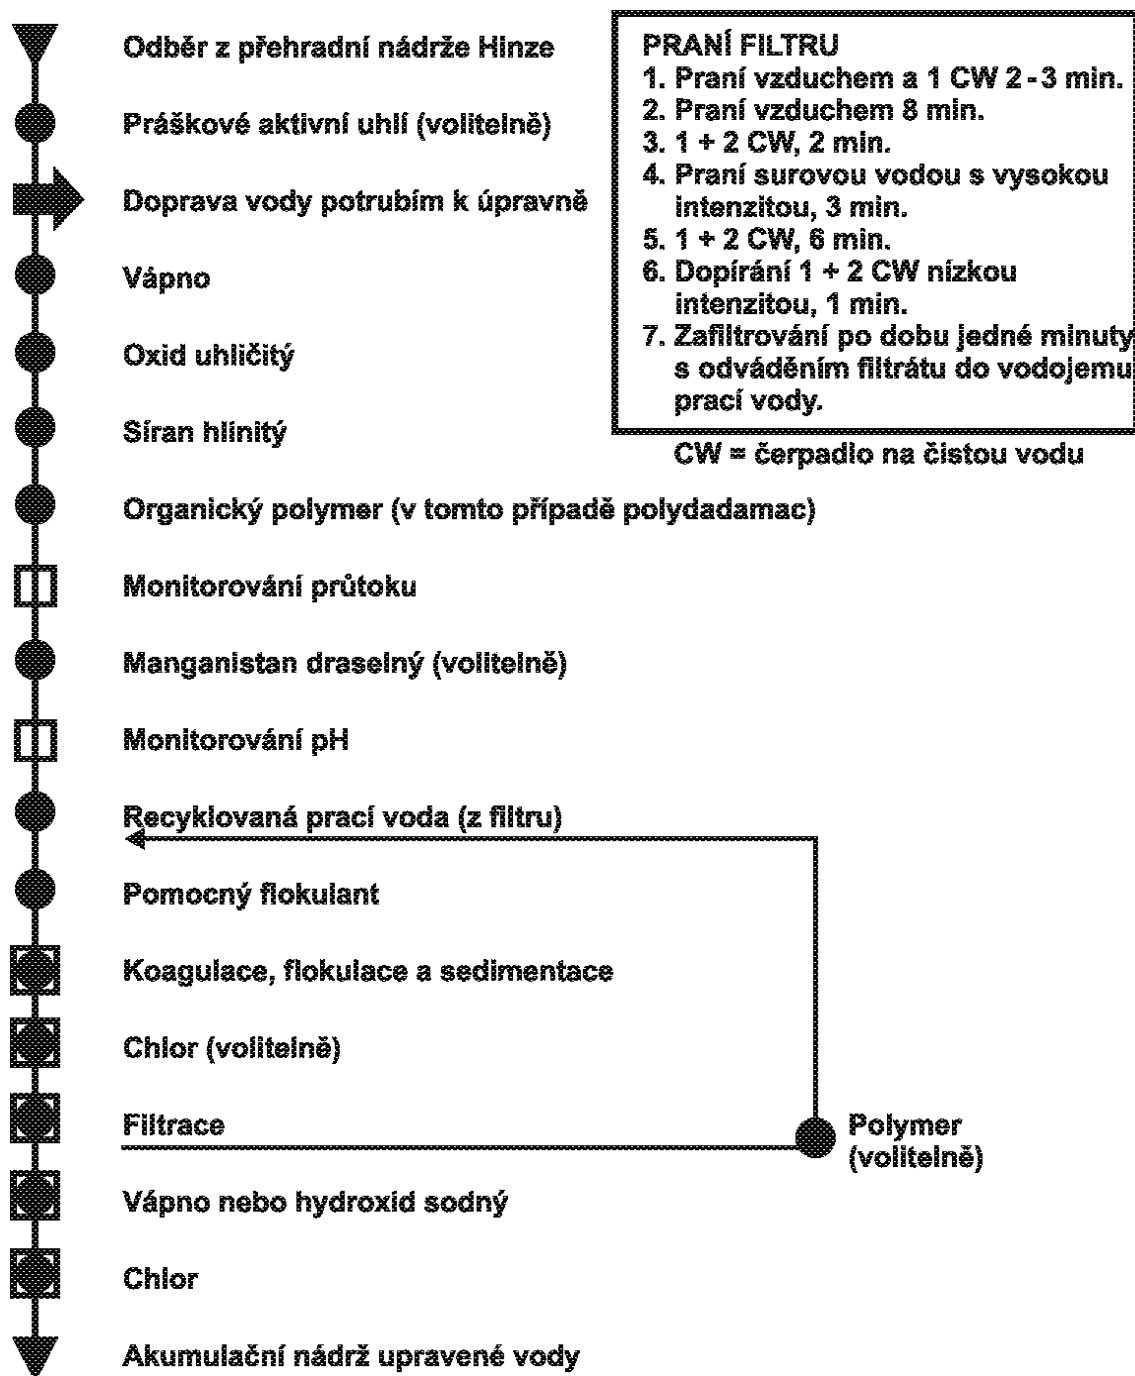 Odběr z přehradní nádrže Hinze
Práškové aktivní uhlí (volitelně)
Doprava vody potrubím k úpravně
Vápno
Oxid uhličitý
Síran hlinitý
Organický polymer (v tomto případě polydadamac)
Monitorování průtoku
Manganistan draselný (volitelně)
Monitorování pH
Recyklovaná prací voda (z filtru)
Pomocný flokulant
Koagulace, flokulace a sedimentace
Chlor (volitelně)
Filtrace
Polymer
(volitelně)
Vápno nebo hydroxid sodný
Chlor
Akumulační nádrž upravené vody
PRANÍ FILTRU
1. Praní vzduchem a 1 CW 2 - 3 min.
2. Praní vzduchem 8 min.
3. 1 + 2 CW, 2 min.
4. Praní surovou vodou s vysokou
intenzitou, 3 min.
5. 1 + 2 CW, 6 min.
6. Dopírání 1 + 2 CW nízkou
intenzitou, 1 min.
7. Zafiltrování po dobu jedné minuty
s odváděním filtrátu do vodojemu
prací vody.
CW = čerpadlo na čistou vodu